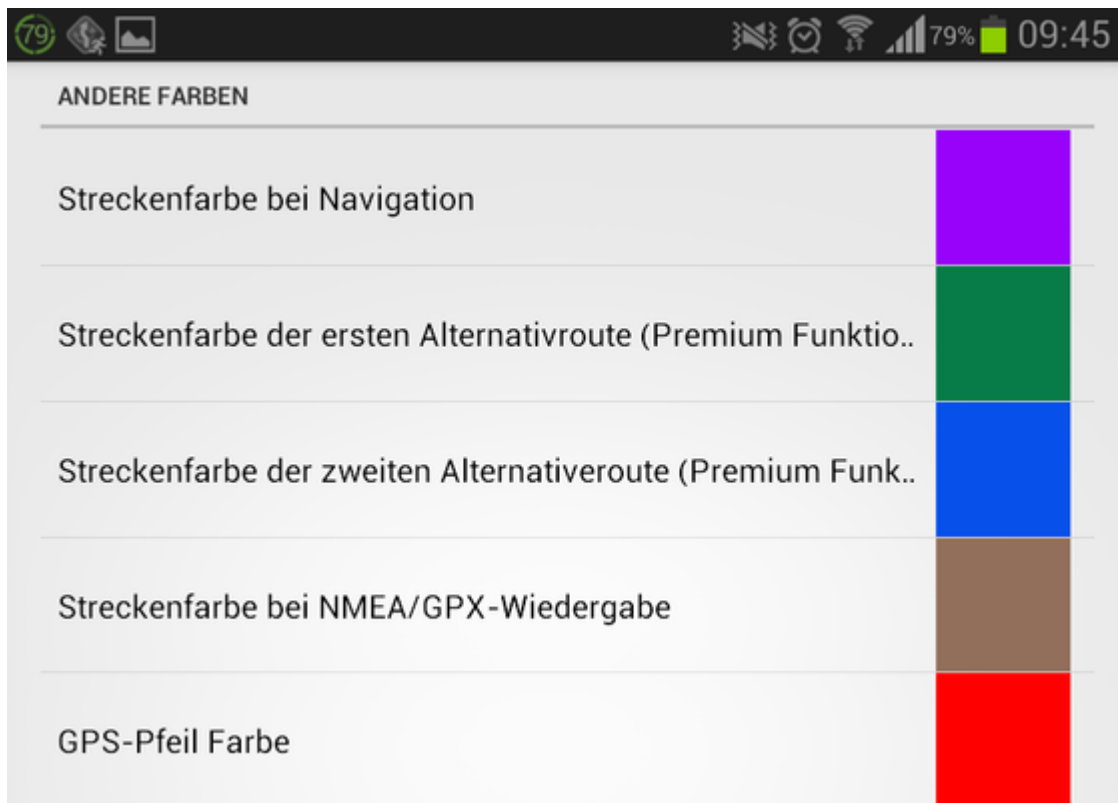 79
79% 09:45
ANDERE FARBEN
Streckenfarbe bei Navigation
Streckenfarbe der ersten Alternativroute (Premium Funktio..
Streckenfarbe der zweiten Alternativeroute (Premium Funk..
Streckenfarbe bei NMEA/GPX-Wiedergabe
GPS-Pfeil Farbe